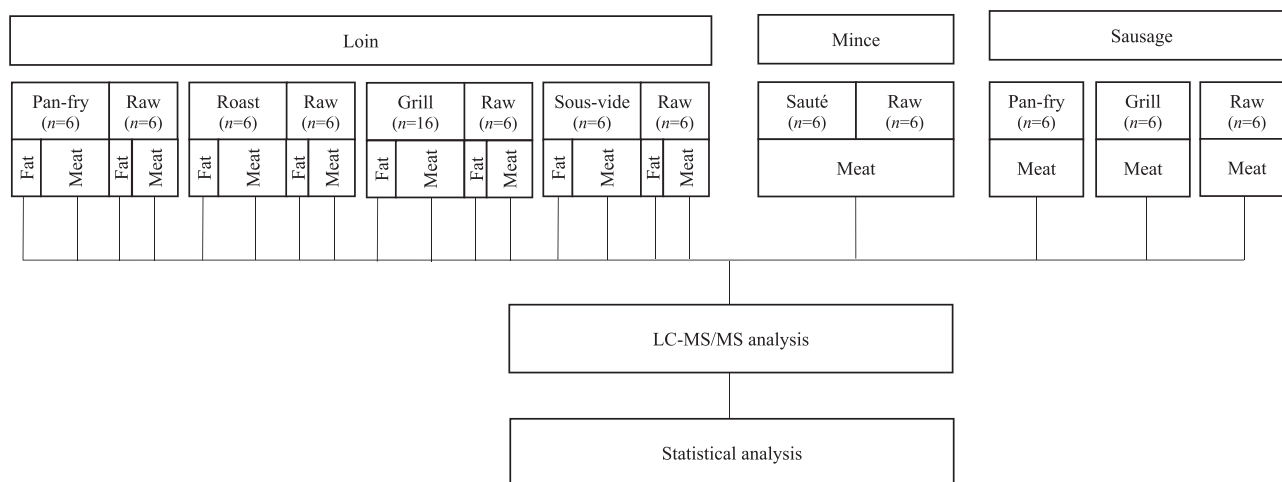 Loin
Mince
Sausage
Pan-fry
(n=6)
Raw
(n=6)
Roast
(n=6)
Raw
(n=6)
Grill
(n=16)
Raw
(n=6)
Sous-vide
(n=6)
Raw
(n=6)
Sauté
(n=6)
Raw
(n=6)
Pan-fry
(n=6)
Grill
(n=6)
Raw
(n=6)
Fat
Meat
Fat
Meat
Fat
Meat
Fat
Meat
Fat
Meat
Fat
Meat
Fat
Meat
Fat
Meat
Meat
Meat
Meat
Meat
LC-MS/MS analysis
Statistical analysis